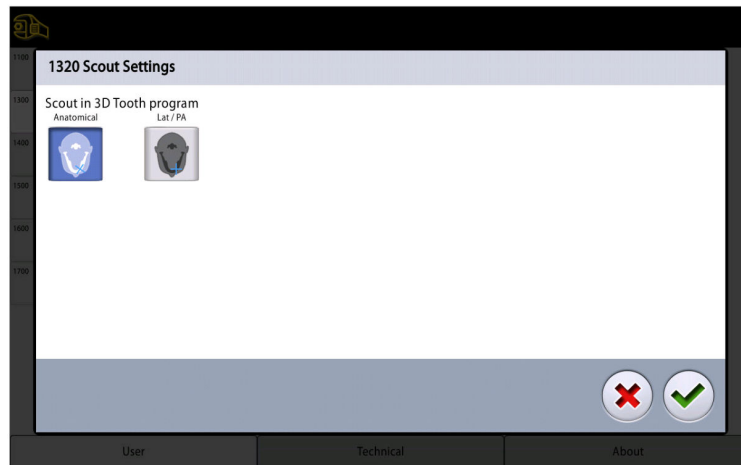 1320 Scout Settings
Scout in 3D Tooth program
Anatomical Lat / PA
1100
1300
1400
1500
1600
1700
User Technical About